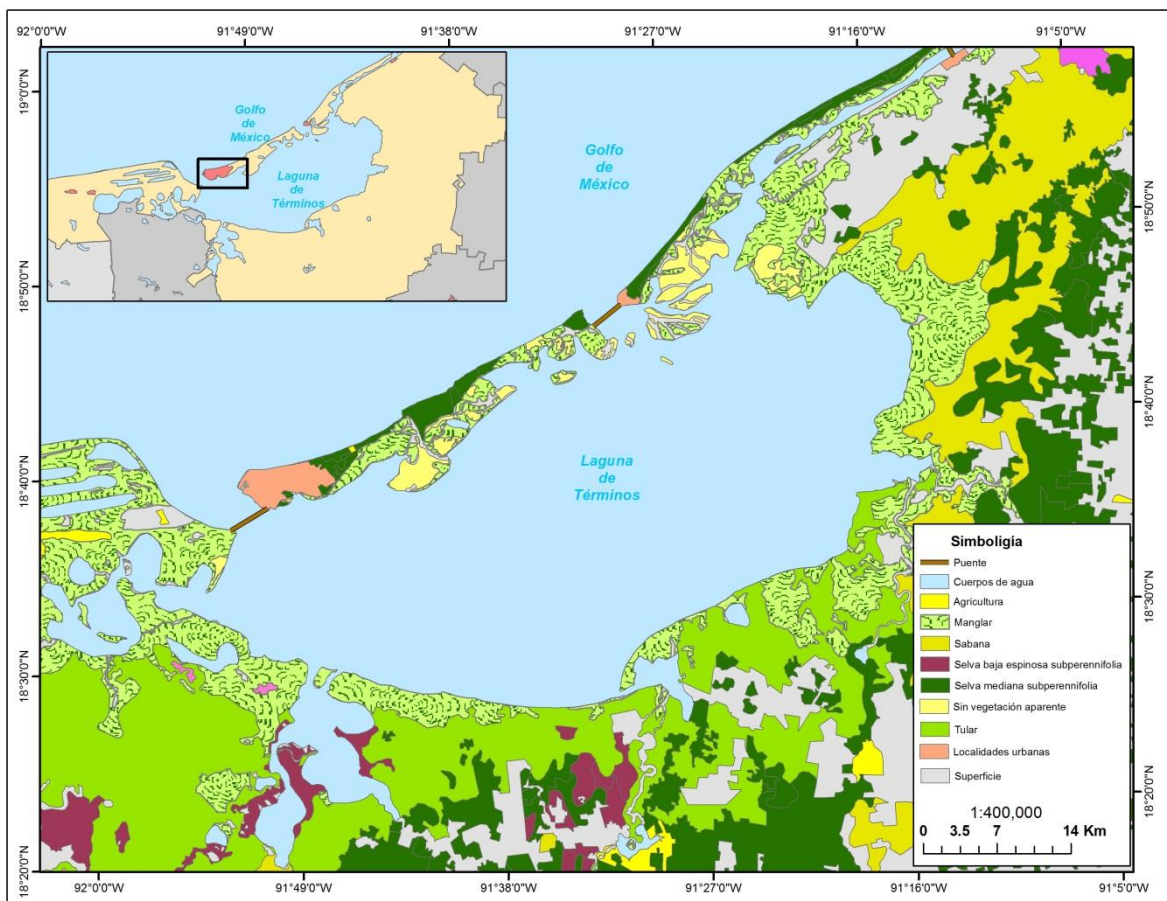 92°0'0"W
91°49'0"W
91°38'0"W
91°27'0"W
91°16'0"W
91°5'0"W
19°0'0"N
18°50'0"N
18°40'0"N
18°30'0"N
18°20'0"N
Golfo
de
México
Laguna
de
Términos
Golfo
de
México
Laguna
de
Términos
18°50'0"N
18°40'0"N
18°30'0"N
18°20'0"N
Simboligía
Puente
Cuerpos de agua
Agricultura
Manglar
Sabana
Selva baja espinosa subperennifolia
Selva mediana subperennifolia
Sin vegetación aparente
Tular
Localidades urbanas
Superficie
1:400,000
0 3.5 7 14 Km
92°0'0"W
91°49'0"W
91°38'0"W
91°27'0"W
91°16'0"W
91°5'0"W